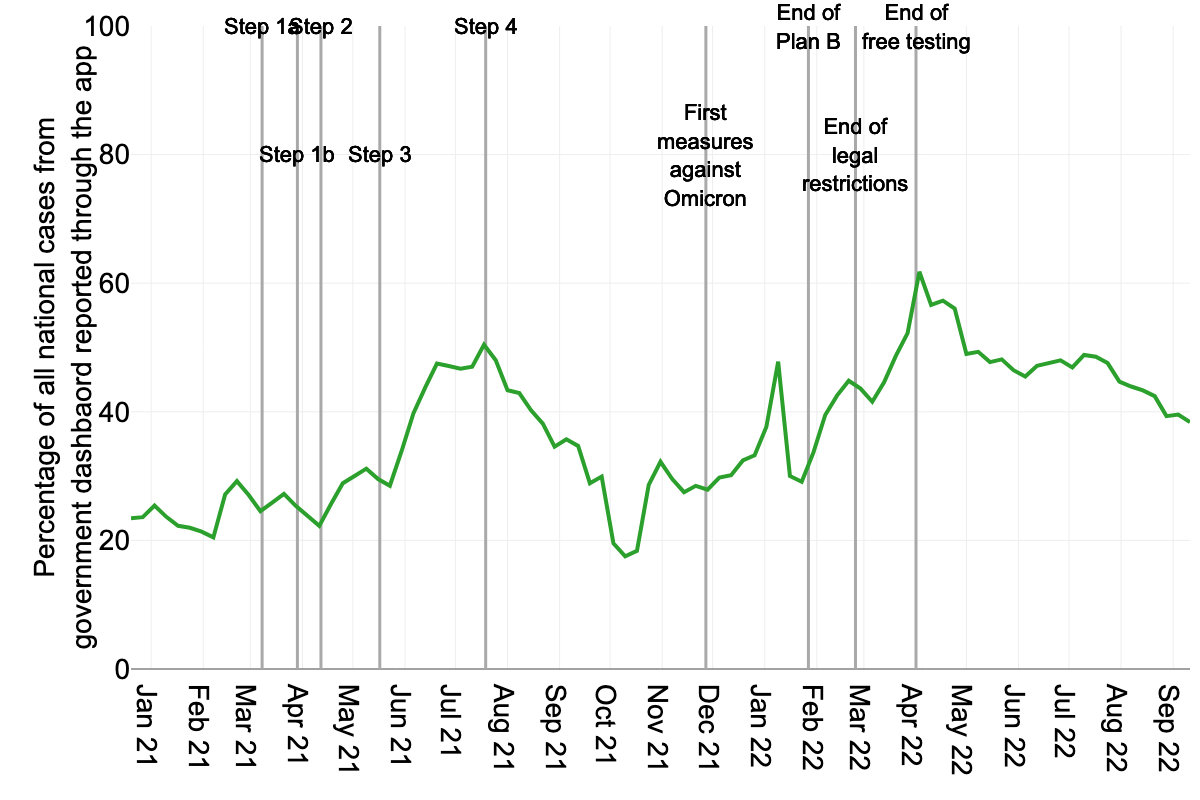 End of
Plan B
End of
free testing
Step 1a
Step 2
Step 4
First
measures
against
Omicron
End of
legal
restrictions
Step 1b
Step 3
Percentage of all national cases from
government dashbaord reported through the app
100
80
60
40
20
0
Jan 21
Feb 21
Mar 21
Apr 21
May 21
Jun 21
Jul 21
Aug 21
Sep 21
Oct 21
Nov 21
Dec 21
Jan 22
Feb 22
Mar 22
Apr 22
May 22
Jun 22
Jul 22
Aug 22
Sep 22